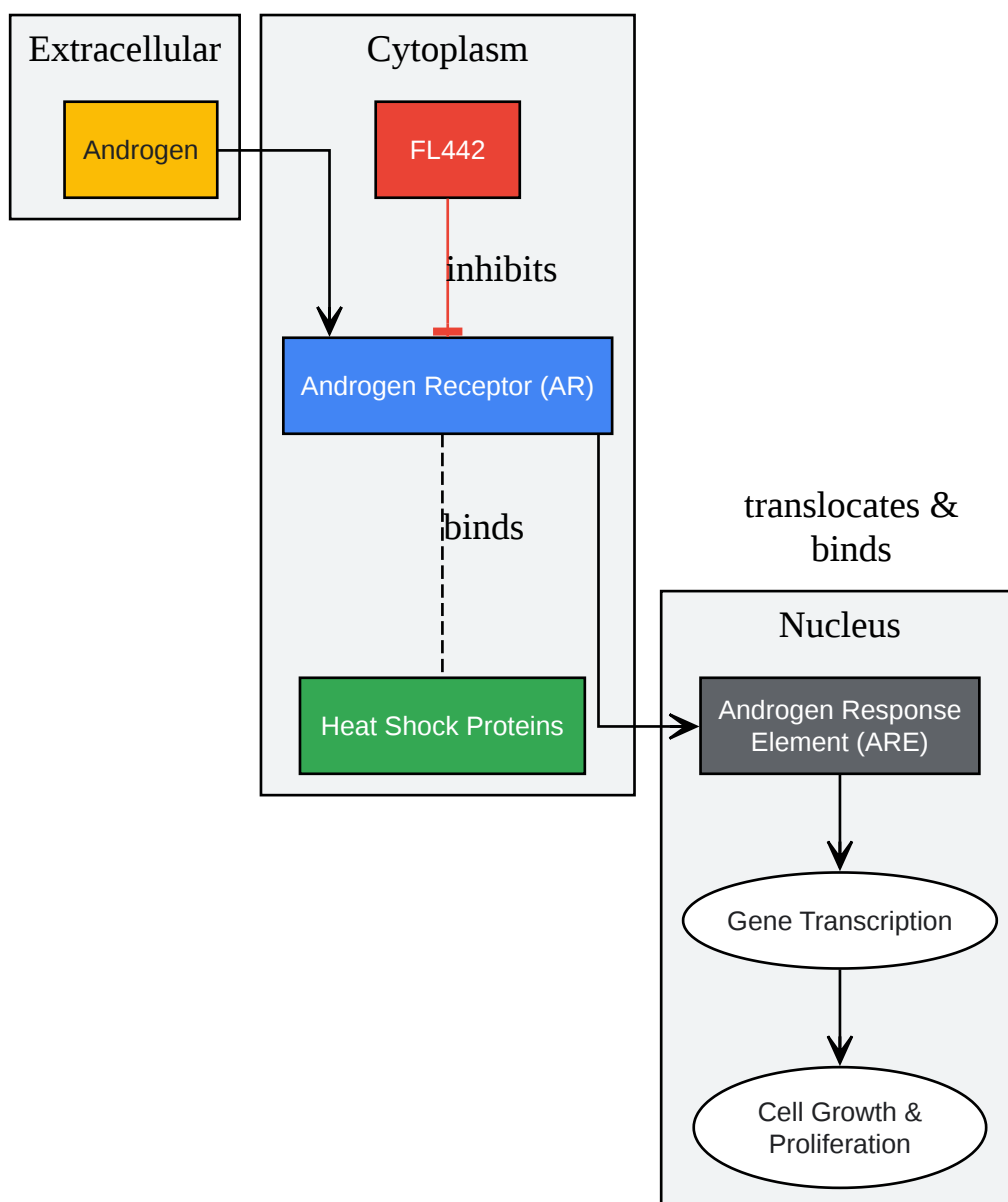 Extracellular
Cytoplasm
Androgen
FL442
inhibits
Androgen Receptor (AR)
binds
translocates &
binds
Nucleus
Heat Shock Proteins
Androgen Response
Element (ARE)
Gene Transcription
Cell Growth &
Proliferation